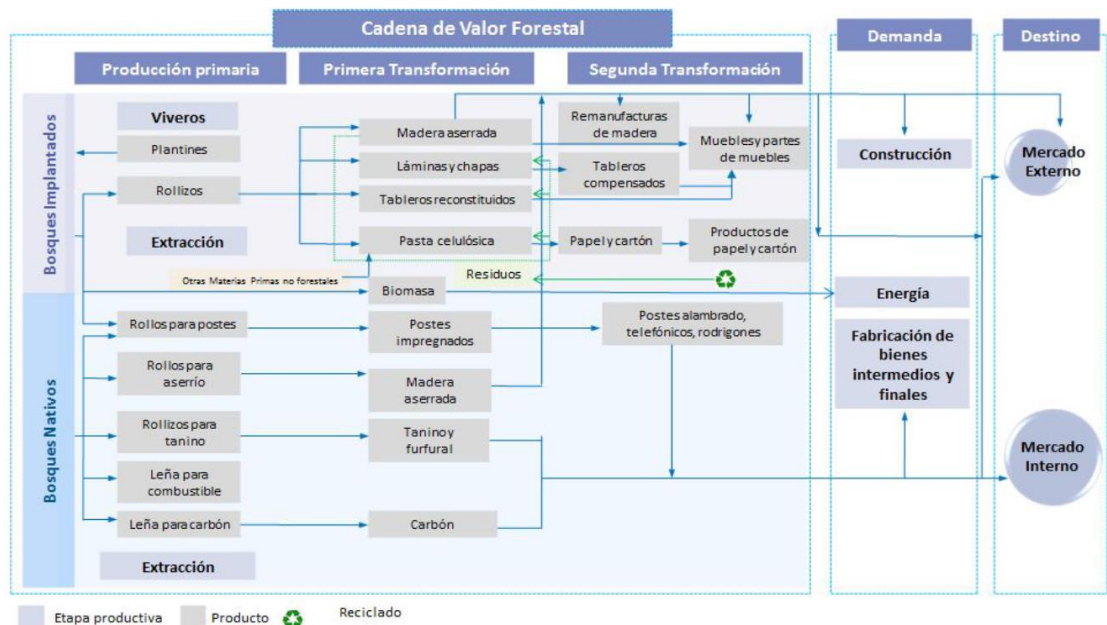 Cadena de Valor Forestal
Demanda
Destino
Producción primaria
Primera Transformación
Segunda Transformación
Bosques Implantados
Viveros
Plantines
Rollizos
Extracción
Otras Materias Primas no forestales
Madera aserrada
Láminas y chapas
Tableros reconstituidos
Pasta celulósica
Biomasa
Remanufacturas
de madera
Muebles y partes
de muebles
Tableros
compensados
Papel y cartón
Productos de
papel y cartón
Residuos
Construcción
Mercado
Externo
Energía
Fabricación de
bienes
intermedios y
finales
Mercado
Interno
Bosques Nativos
Rollos para postes
Postes
impregnados
Postes alambrado,
telefónicos, rodrigones
Rollos para
aserrío
Madera
aserrada
Rollizos para
tanino
Tanino y
furfural
Leña para
combustible
Leña para carbón
Carbón
Extracción
Etapa productiva
Producto
Reciclado